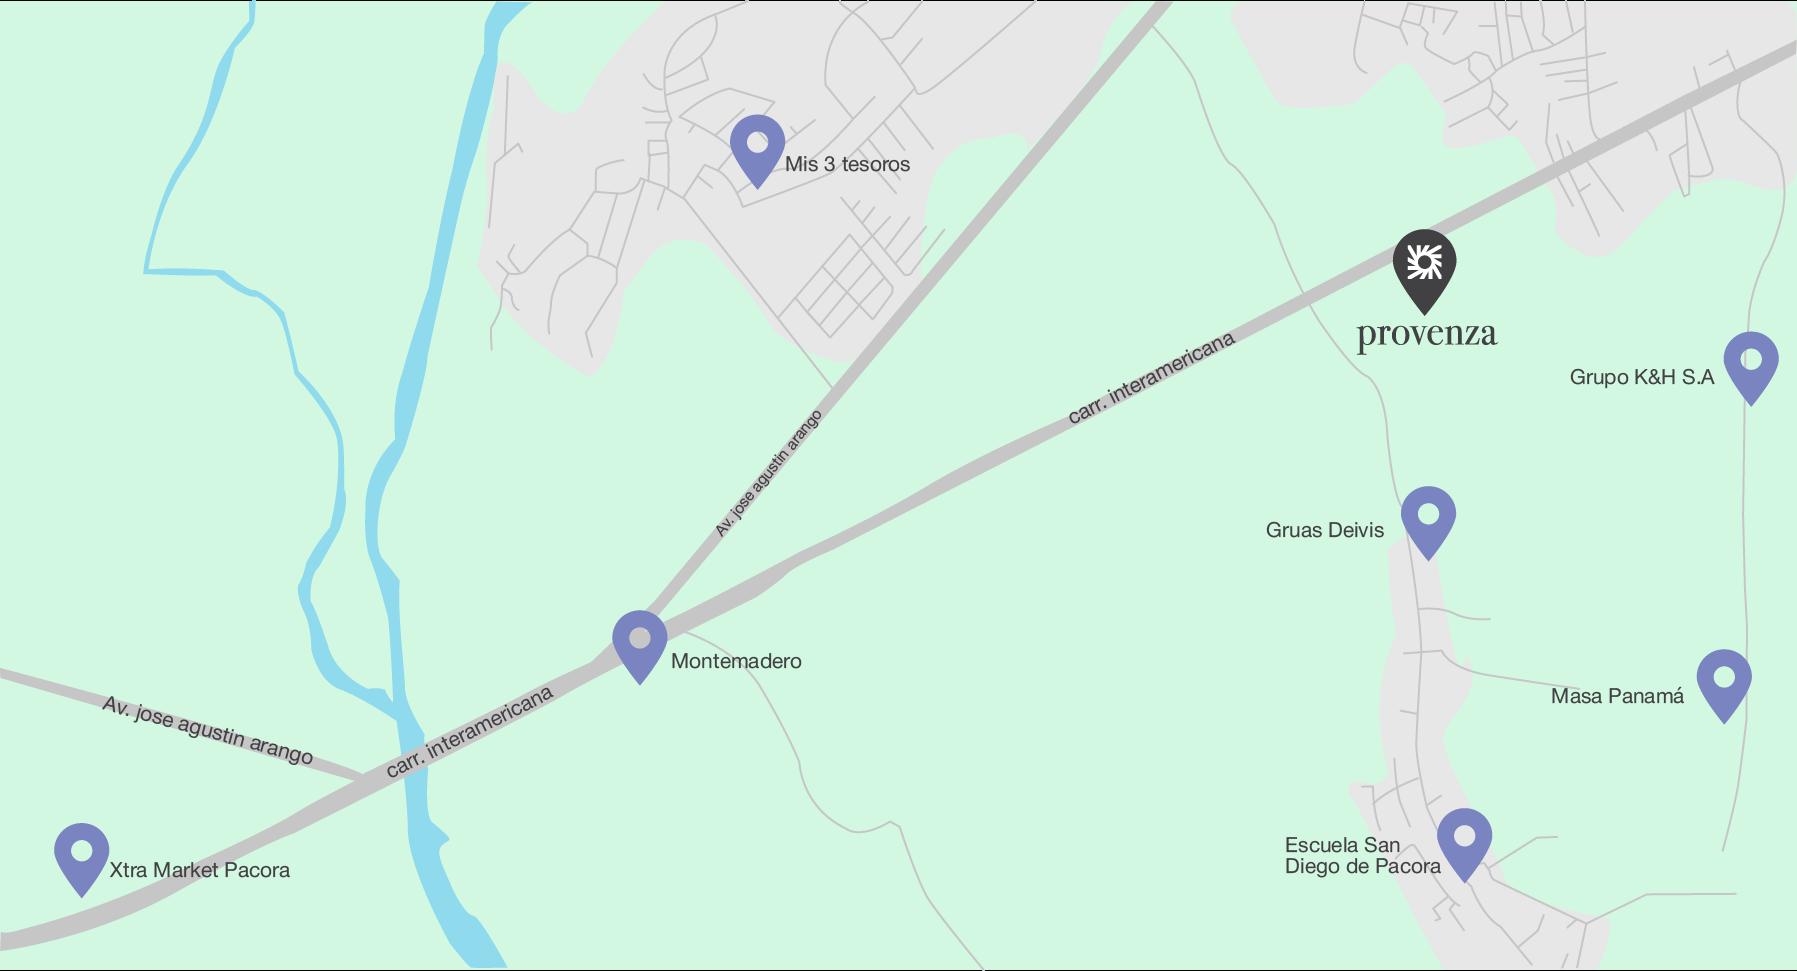 Mis 3 tesoros
provenza
carr. interamericana
Grupo K&H S.A
Av. jose agustin arango
Gruas Deivis
Montemadero
Masa Panamá
carr. interamericana
Av. jose agustin arango
Escuela San
Diego de Pacora
Xtra Market Pacora